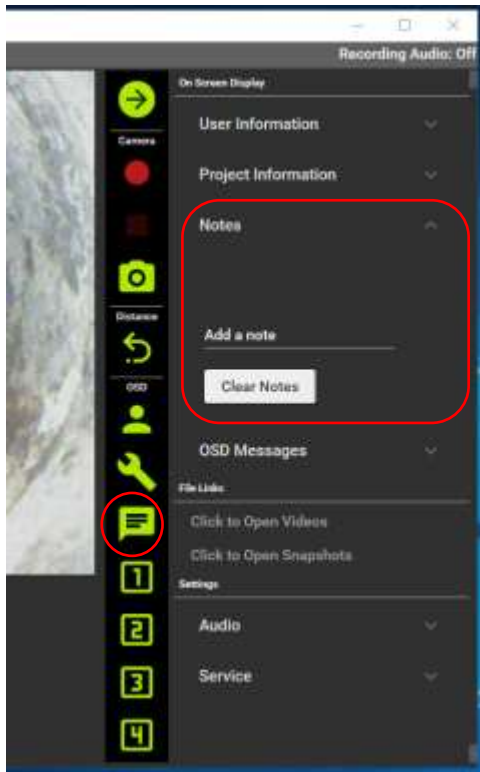 Recording Audio: Off
On Screen Display
User Information
Camera
Project Information
Notes
Distance
Add a note
OSD
Clear Notes
OSD Messages
File Links
Click to Open Videos
Click to Open Snapshots
1
Settings
2
Audio
3
Service
4